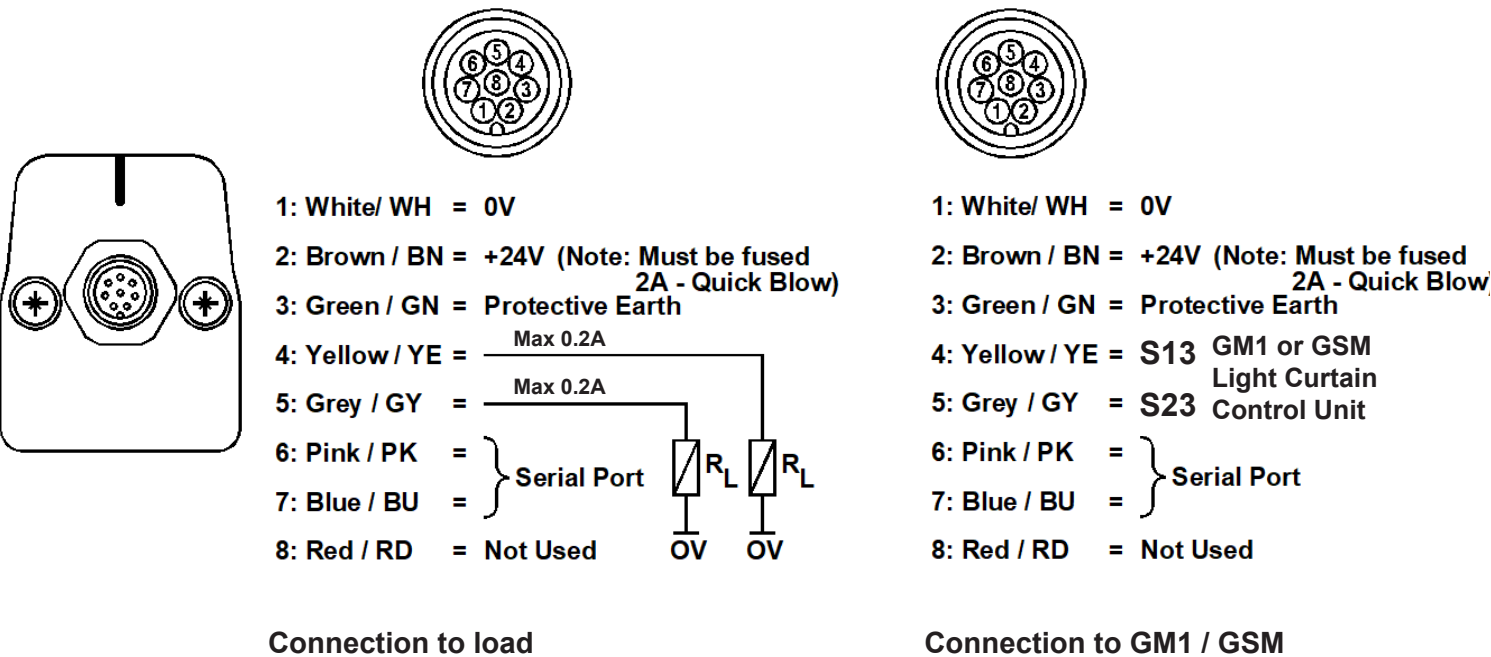 5
6 4
8
7 3
1 2
1: White/ WH = 0V
2: Brown / BN = +24V (Note: Must be fused
2A - Quick Blow)
3: Green / GN = Protective Earth
4: Yellow / YE = Max 0.2A
5: Grey / GY = Max 0.2A
6: Pink / PK =
Serial Port
7: Blue / BU =
8: Red / RD = Not Used
RL RL
OV OV
Connection to load
5
6 4
8
7 3
1 2
1: White/ WH = 0V
2: Brown / BN = +24V (Note: Must be fused
2A - Quick Blow)
3: Green / GN = Protective Earth
4: Yellow / YE = S13 GM1 or GSM
Light Curtain
5: Grey / GY = S23 Control Unit
6: Pink / PK =
Serial Port
7: Blue / BU =
8: Red / RD = Not Used
Connection to GM1 / GSM